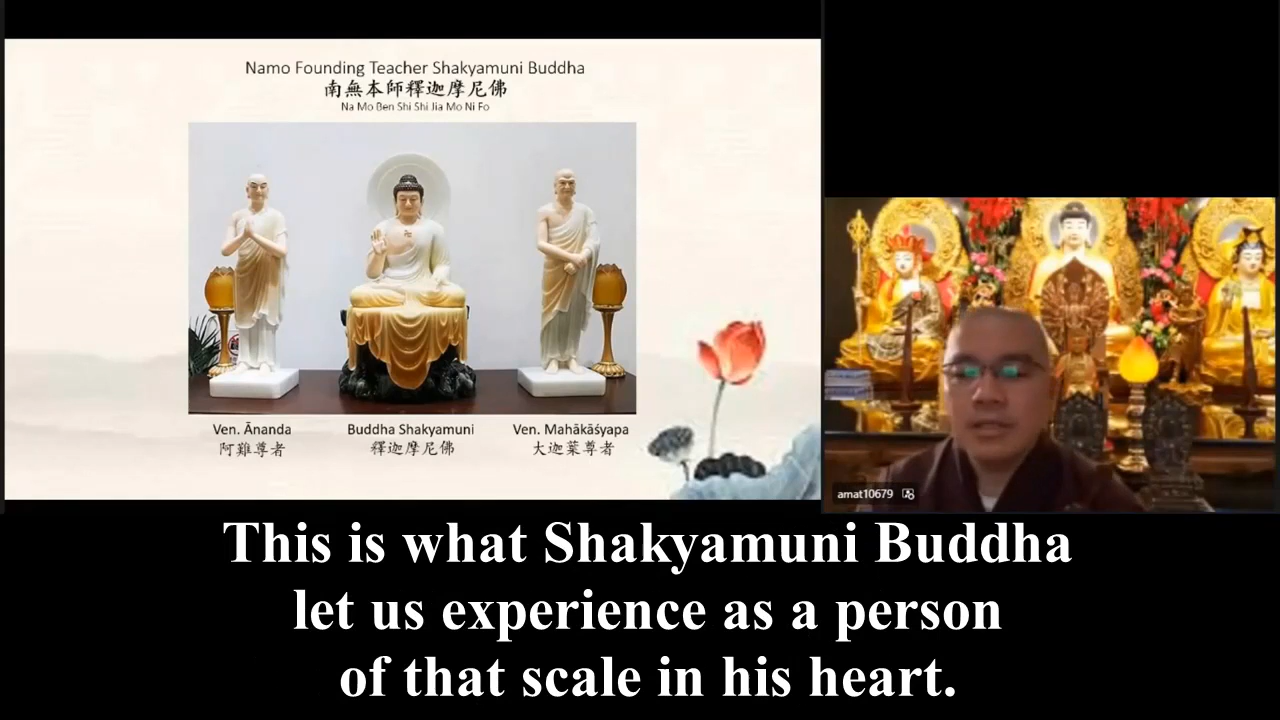 Namo Founding Teacher Shakyamuni Buddha
南無本師釋迦摩尼佛
Na Mo Ben Shi Shi Jia Mo Ni Fo
Ven. Ānanda Buddha Shakyamuni Ven. Mahākāśyapa
阿難尊者 釋迦摩尼佛 大迦葉尊者
amat10679
This is what Shakyamuni Buddha
let us experience as a person
of that scale in his heart.